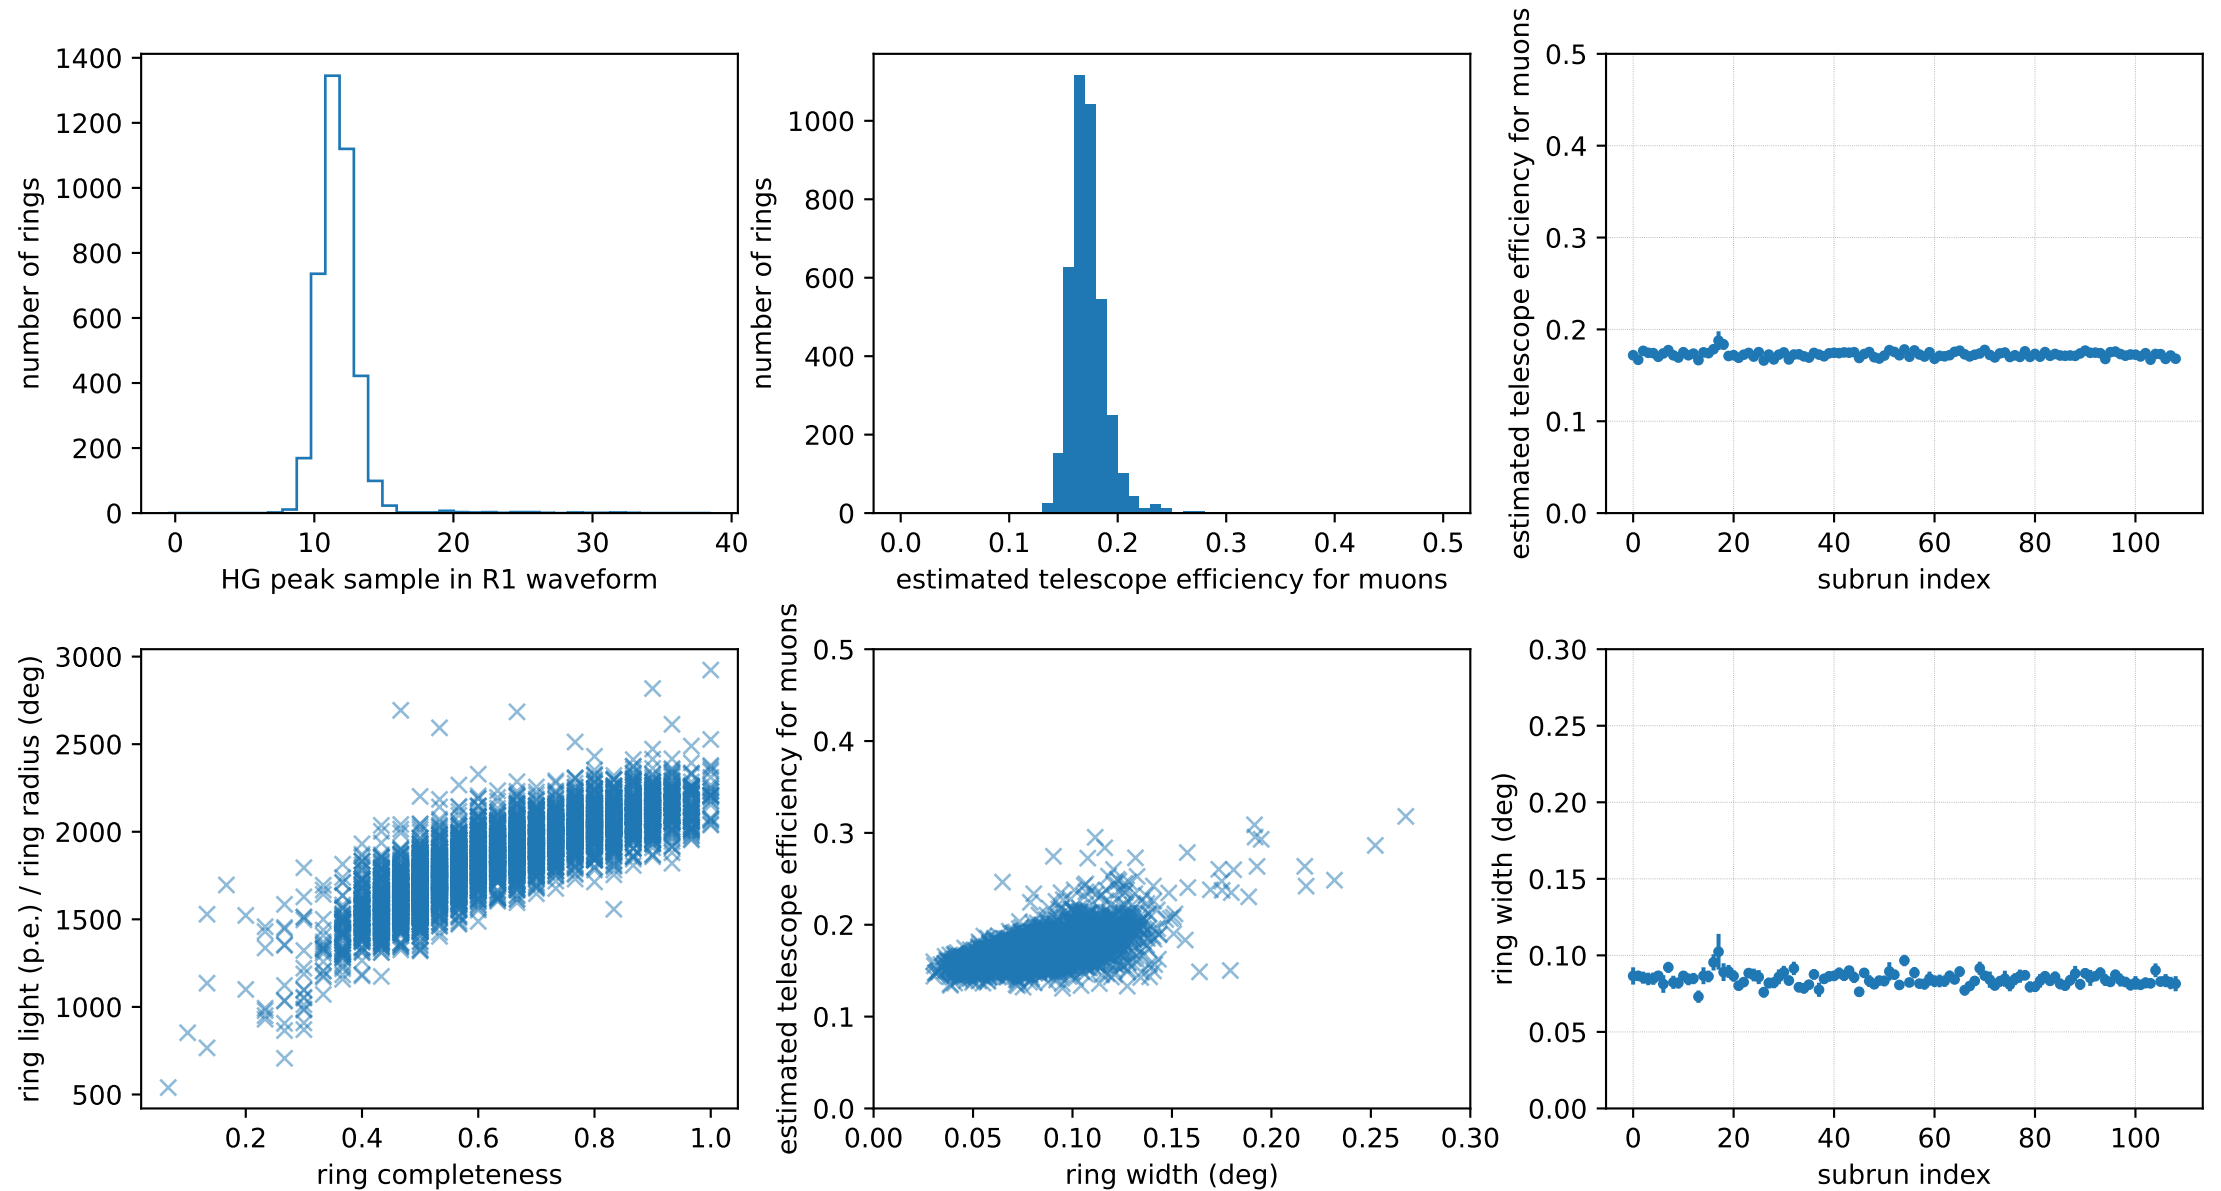 1400
1200
1000
800
600
400
200
0
number of rings
0 10 20 30 40
HG peak sample in R1 waveform
1000
800
600
400
200
0
number of rings
0.0 0.1 0.2 0.3 0.4 0.5
estimated telescope efficiency for muons
0.5
0.4
0.3
0.2
0.1
0.0
estimated telescope efficiency for muons
0 20 40 60 80 100
subrun index
3000
2500
2000
1500
1000
500
ring light (p.e.) / ring radius (deg)
0.2 0.4 0.6 0.8 1.0
ring completeness
0.5
0.4
0.3
0.2
0.1
0.0
estimated telescope efficiency for muons
0.00 0.05 0.10 0.15 0.20 0.25 0.30
ring width (deg)
0.30
0.25
0.20
0.15
0.10
0.05
0.00
ring width (deg)
0 20 40 60 80 100
subrun index